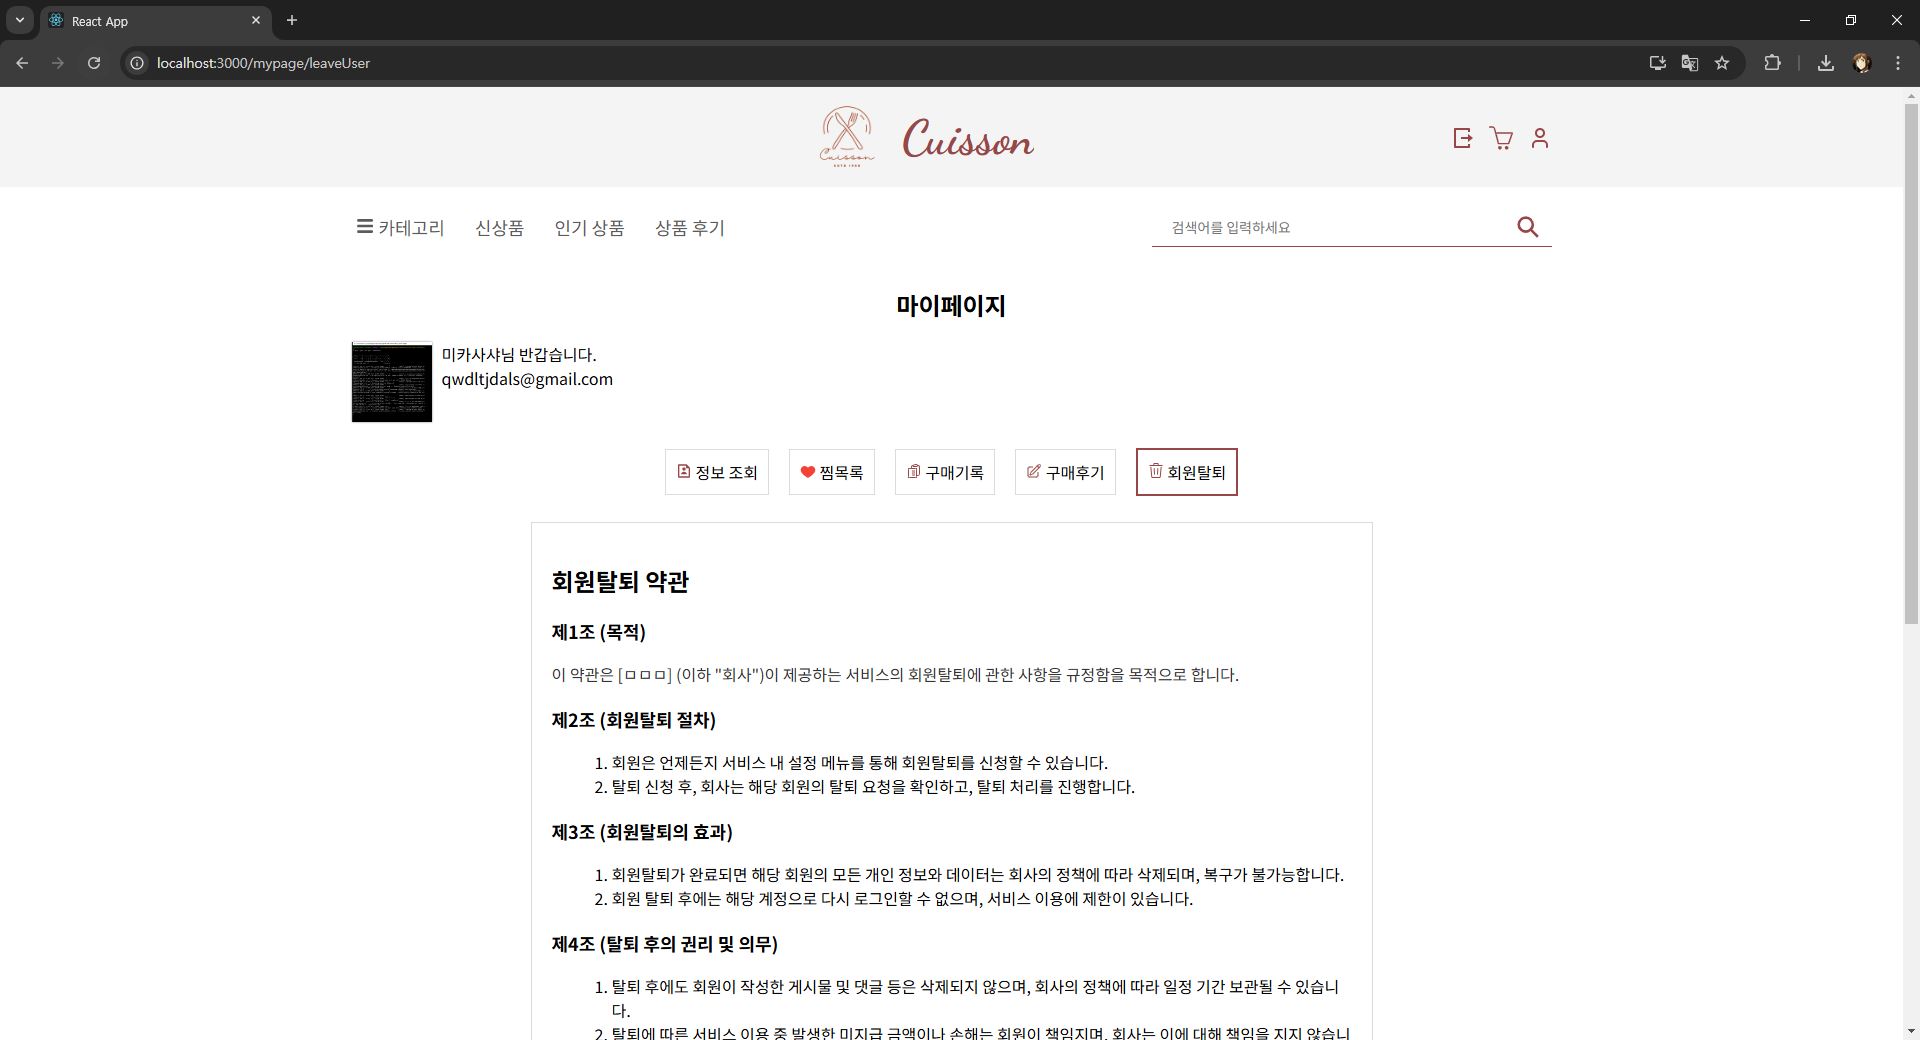 React App
localhost:3000/mypage/leaveUser
Cuisson
Cuisson
카테고리
신상품
인기 상품
상품 후기
검색어를 입력하세요
마이페이지
미카사샤님 반갑습니다.
qwdltjdals@gmail.com
정보 조회
찜목록
구매기록
구매후기
회원탈퇴
회원탈퇴 약관
제1조 (목적)
이 약관은 [ㅁㅁㅁ] (이하 "회사")이 제공하는 서비스의 회원탈퇴에 관한 사항을 규정함을 목적으로 합니다.
제2조 (회원탈퇴 절차)
1. 회원은 언제든지 서비스 내 설정 메뉴를 통해 회원탈퇴를 신청할 수 있습니다.
2. 탈퇴 신청 후, 회사는 해당 회원의 탈퇴 요청을 확인하고, 탈퇴 처리를 진행합니다.
제3조 (회원탈퇴의 효과)
1. 회원탈퇴가 완료되면 해당 회원의 모든 개인 정보와 데이터는 회사의 정책에 따라 삭제되며, 복구가 불가능합니다.
2. 회원 탈퇴 후에는 해당 계정으로 다시 로그인할 수 없으며, 서비스 이용에 제한이 있습니다.
제4조 (탈퇴 후의 권리 및 의무)
1. 탈퇴 후에도 회원이 작성한 게시물 및 댓글 등은 삭제되지 않으며, 회사의 정책에 따라 일정 기간 보관될 수 있습니
다.
2. 탈퇴에 따른 서비스 이용 중 발생한 미지급 금액이나 손해는 회원이 책임지며, 회사는 이에 대해 책임을 지지 않습니